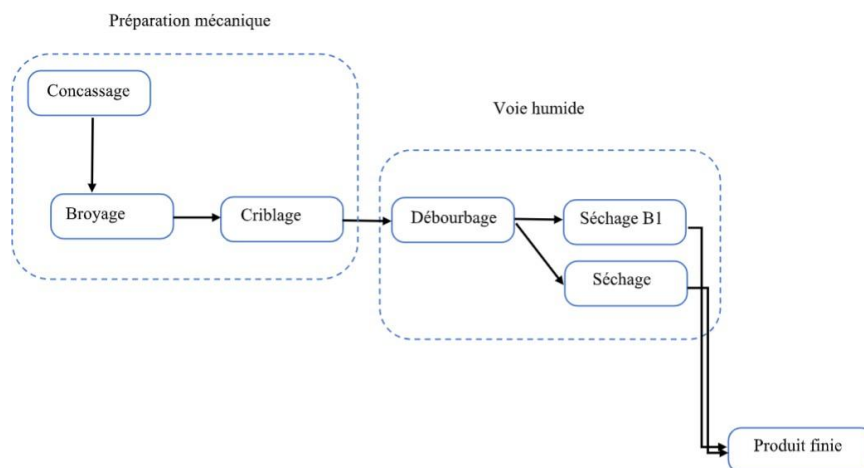 Préparation mécanique
Concassage
Broyage
Criblage
Voie humide
Débourbage
Séchage B1
Séchage
Produit finie